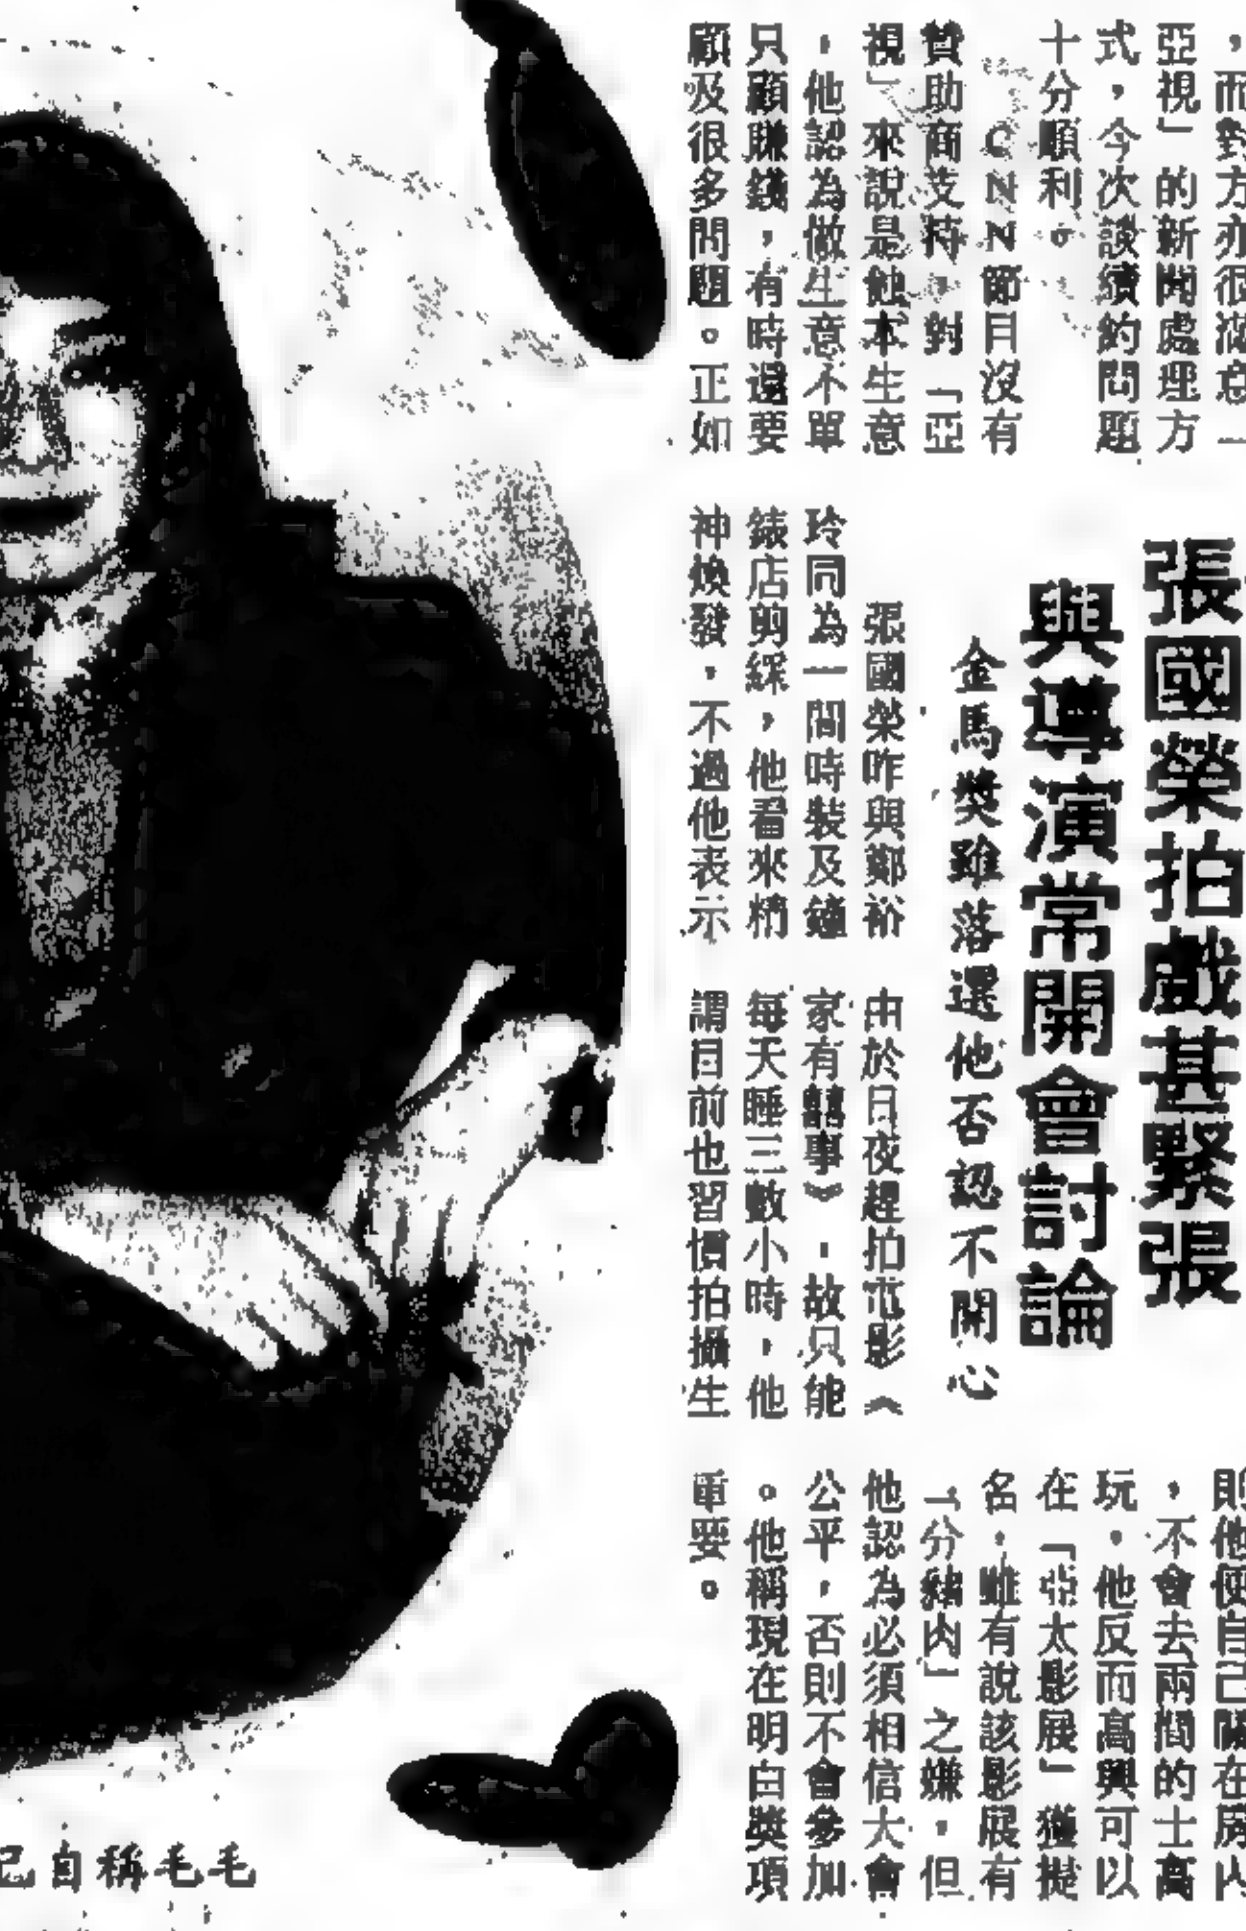 ，而對方亦很滿意「
亞視」的新聞處理方
式，今次談續約問題
十分順利。
CNN節目沒有
贊助商支持，對「亞
視」來說是蝕本生意
，他認為做生意不單
只顧賺錢，有時還要
顧及很多問題。正如
張國榮拍戲甚緊張
與導演常開會討論
金馬獎雖落選他否認不開心
張國榮昨與鄭裕
玲同為一間時裝及鐘
錶店剪綵，他看來精
神煥發，不過他表示
由於日夜趕拍電影《
家有囍事》，故只能
每天睡三數小時，他
謂目前也習慣拍攝生
則他便自己關在房內
，不會去兩間的士高
玩。他反而高興可以
在「亞太影展」獲提
名，雖有說該影展有
「分豬肉」之嫌，但
他認為必須相信大會
公平，否則不會參加
。他稱現在明白獎項
重要。
己自稱毛毛